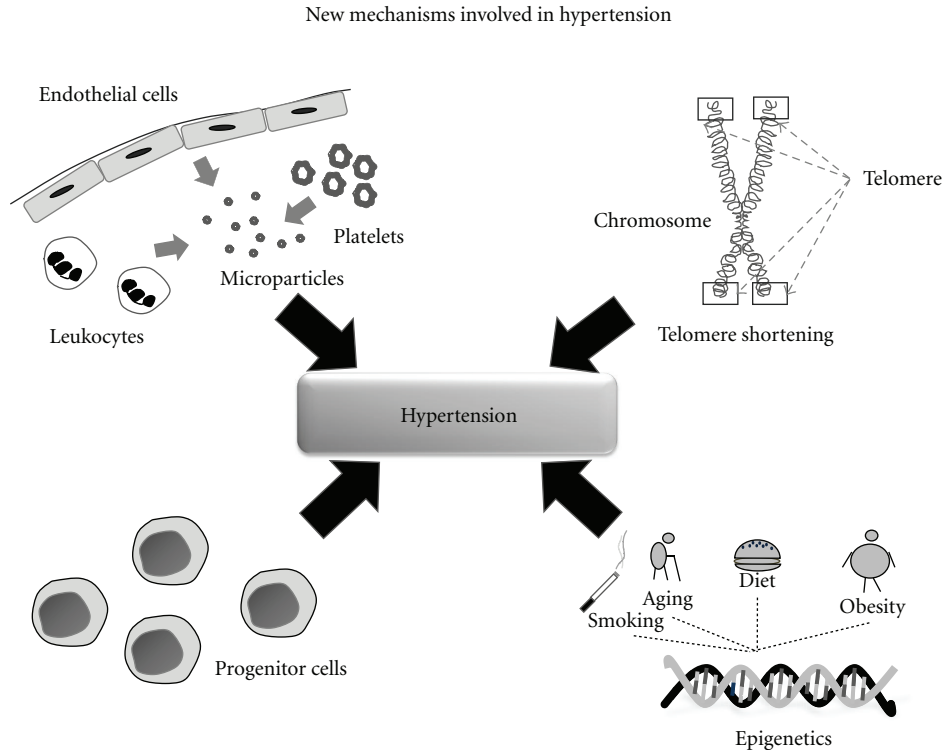 New mechanisms involved in hypertension
Endothelial cells
Platelets
Microparticles
Leukocytes
Telomere
Chromosome
Telomere shortening
Hypertension
Progenitor cells
Smoking
Aging
Diet
Obesity
Epigenetics